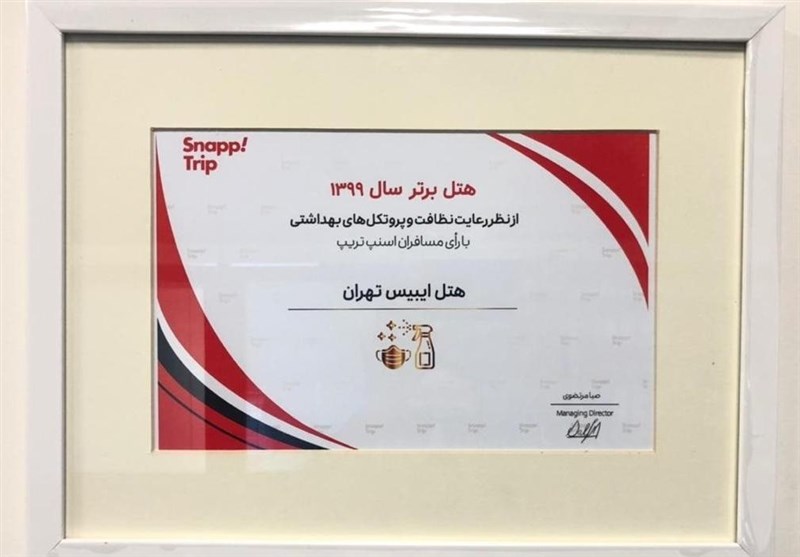 Snapp!
Trip
هتل برتر سال ۱۳۹۹
از نظر رعایت نظافت و پروتکل‌های بهداشتی
با رأی مسافران اسنپ تریپ
هتل ایبیس تهران
صبا مرتضوی
Managing Director